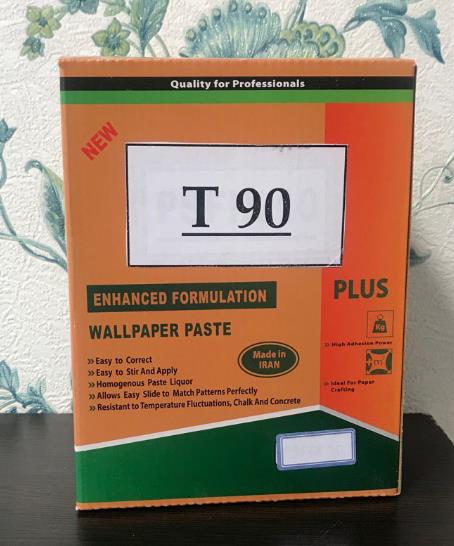 Quality for Professionals
NEW
T 90
ENHANCED FORMULATION
PLUS
WALLPAPER PASTE
Kg
» High Adhesion Power
» Easy to Correct
» Easy to Stir And Apply
» Homogenous Paste Liquor
» Allows Easy Slide to Match Patterns Perfectly
» Resistant to Temperature Fluctuations, Chalk And Concrete
Made in
IRAN
m
» Ideal For Paper
Crafting